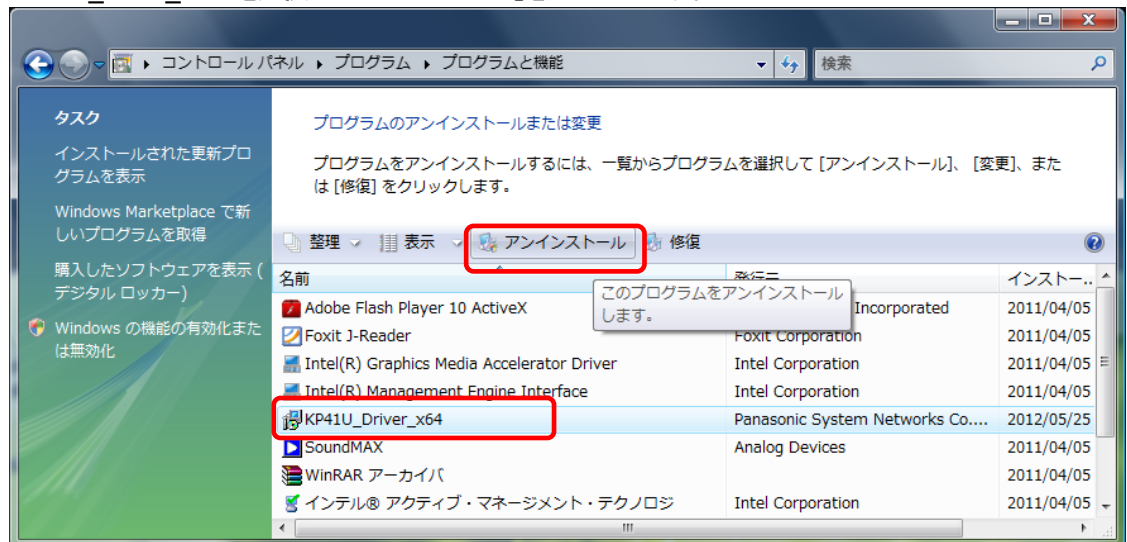 コントロール パネル ▸ プログラム ▸ プログラムと機能
検索
タスク
インストールされた更新プロ
グラムを表示
Windows Marketplace で新
しいプログラムを取得
購入したソフトウェアを表示 (
デジタル ロッカー)
Windows の機能の有効化また
は無効化
プログラムのアンインストールまたは変更
プログラムをアンインストールするには、一覧からプログラムを選択して [アンインストール]、 [変更]、また
は [修復] をクリックします。
整理 表示 アンインストール 修復
名前 インストー...
このプログラムをアンインストール
します。
Adobe Flash Player 10 ActiveX Incorporated 2011/04/05
Foxit J-Reader Foxit Corporation 2011/04/05
Intel(R) Graphics Media Accelerator Driver Intel Corporation 2011/04/05
Intel(R) Management Engine Interface Intel Corporation 2011/04/05
KP41U_Driver_x64 Panasonic System Networks Co.... 2012/05/25
SoundMAX Analog Devices 2011/04/05
WinRAR アーカイバ 2011/04/05
インテル® アクティブ・マネージメント・テクノロジ Intel Corporation 2011/04/05